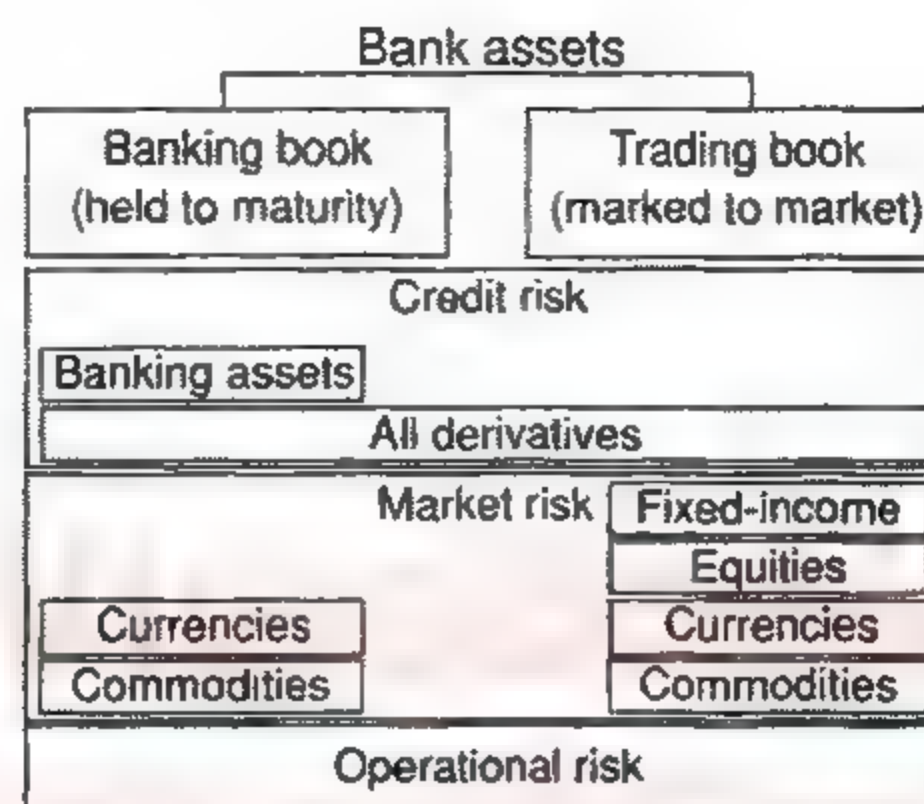 Bank assets
Banking book
(held to maturity)
Trading book
(marked to market)
Credit risk
Banking assets
All derivatives
Market risk
Fixed-income
Equities
Currencies
Currencies
Commodities
Commodities
Operational risk